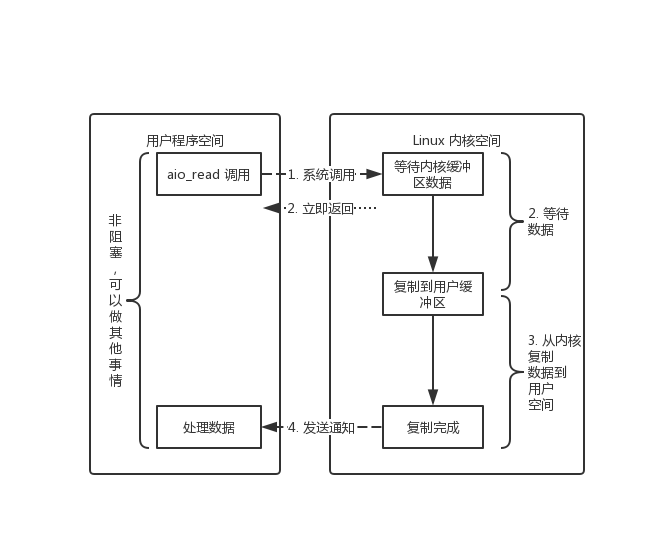 用户程序空间
Linux 内核空间
aio_read 调用
1. 系统调用
等待内核缓冲
区数据
2. 立即返回
2. 等待
数据
非
阻
塞
,
可
以
做
其
他
事
情
复制到用户缓
冲区
3. 从内核
复制
数据到
用户
空间
处理数据
4. 发送通知
复制完成